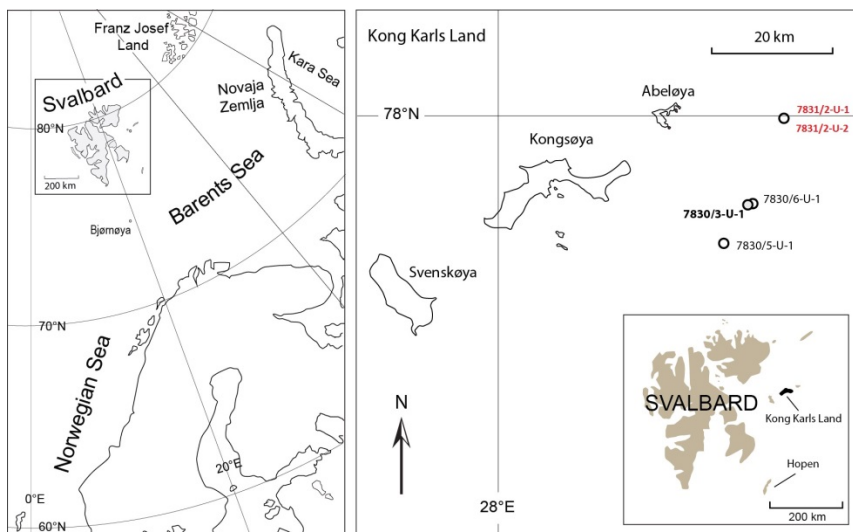 Franz Josef
Land
Svalbard
Novaja
Zemlja
Kara Sea
80°N
200 km
Barents Sea
Bjørnøya
70°N
Norwegian Sea
20°E
0°E
60°N
Kong Karls Land
20 km
78°N
Abeløya
7831/2-U-1
7831/2-U-2
Kongsøya
7830/6-U-1
7830/3-U-1
7830/5-U-1
Svenskøya
N
28°E
SVALBARD
Kong Karls Land
Hopen
200 km